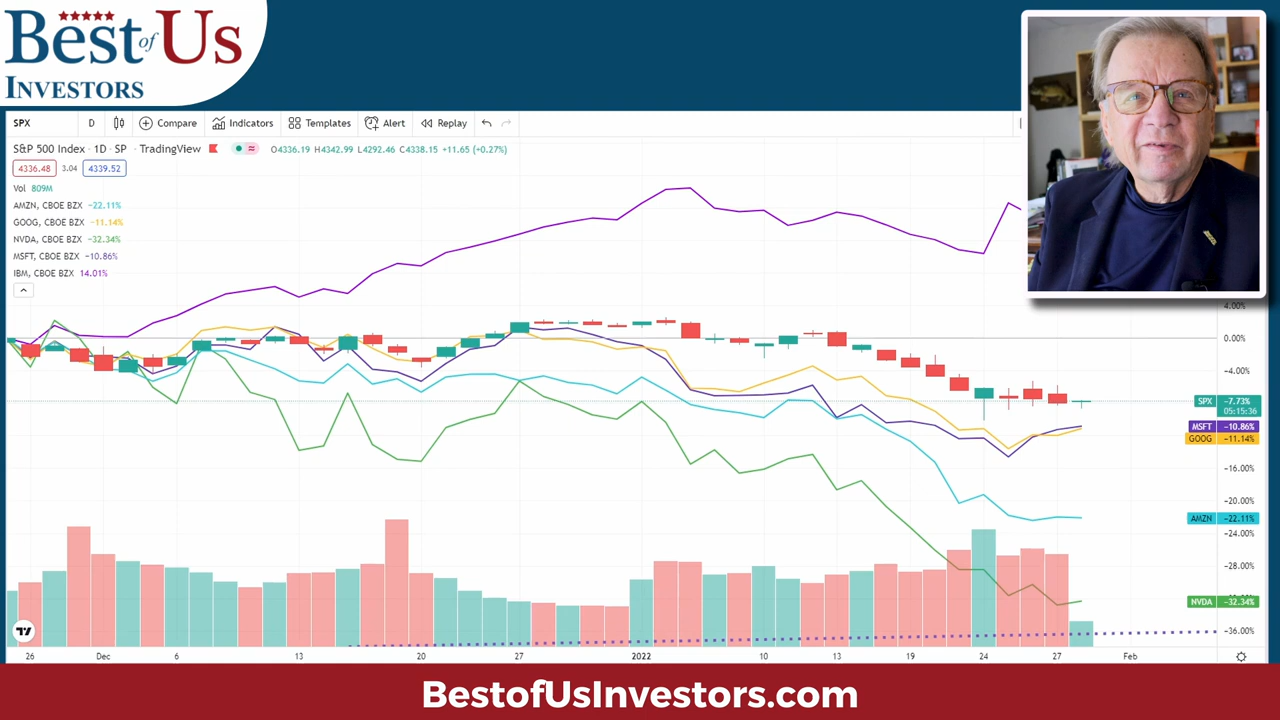 Best of Us
INVESTORS
SPX D Compare Indicators Templates Alert Replay
S&P 500 Index · 1D · SP · TradingView O4336.19 H4342.99 L4292.46 C4338.15 +11.65 (+0.27%)
4336.48 3.04 4339.52
Vol 809M
AMZN, CBOE BZX −22.11%
GOOG, CBOE BZX −11.14%
NVDA, CBOE BZX −32.34%
MSFT, CBOE BZX −10.86%
IBM, CBOE BZX 14.01%
4.00%
0.00%
−4.00%
SPX −7.73%
05:15:36
MSFT −10.86%
GOOG −11.14%
−16.00%
−20.00%
AMZN −22.11%
−24.00%
−28.00%
NVDA −32.34%
−36.00%
26 Dec 6 13 20 27 2022 10 13 19 24 27 Feb
BestofUsInvestors.com